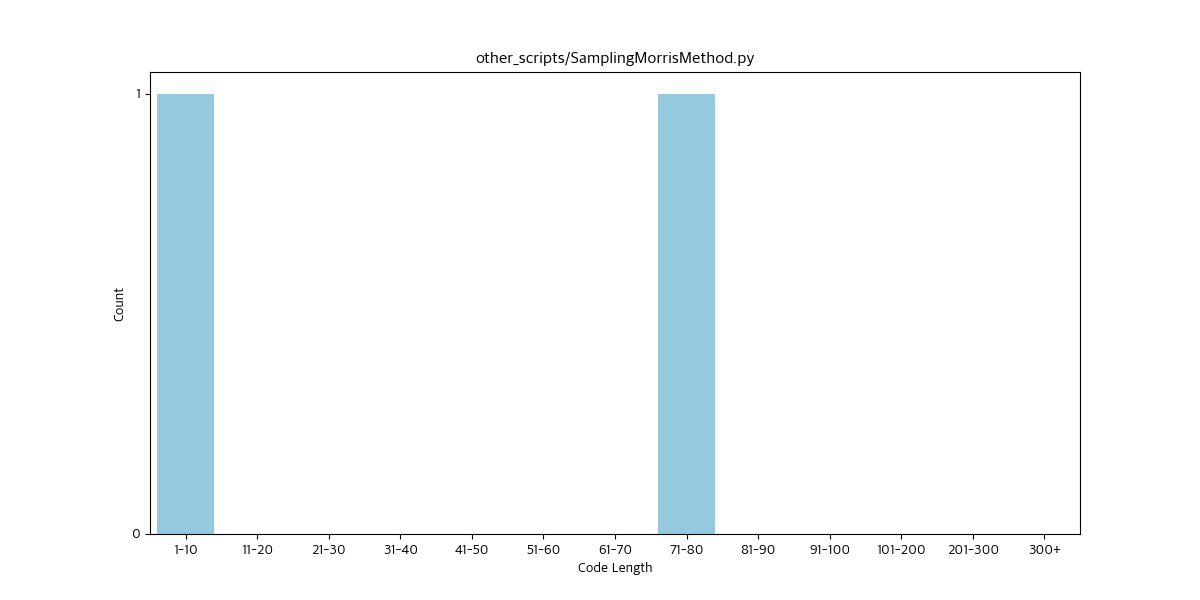 other_scripts/SamplingMorrisMethod.py
1
Count
0
1-10 11-20 21-30 31-40 41-50 51-60 61-70 71-80 81-90 91-100 101-200 201-300 300+
Code Length